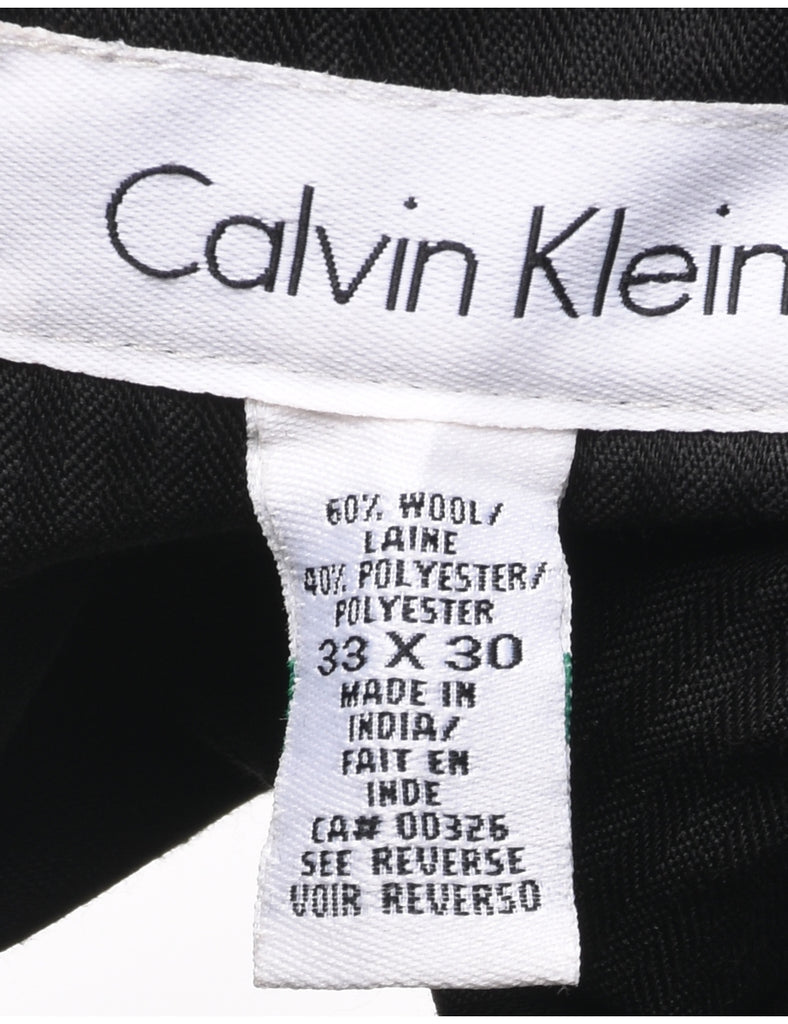 Calvin Klein
60% WOOL/
LAINE
40% POLYESTER/
POLYESTER
33 X 30
MADE IN
INDIA/
FAIT EN
INDE
CA# 00326
SEE REVERSE
VOIR REVERSO